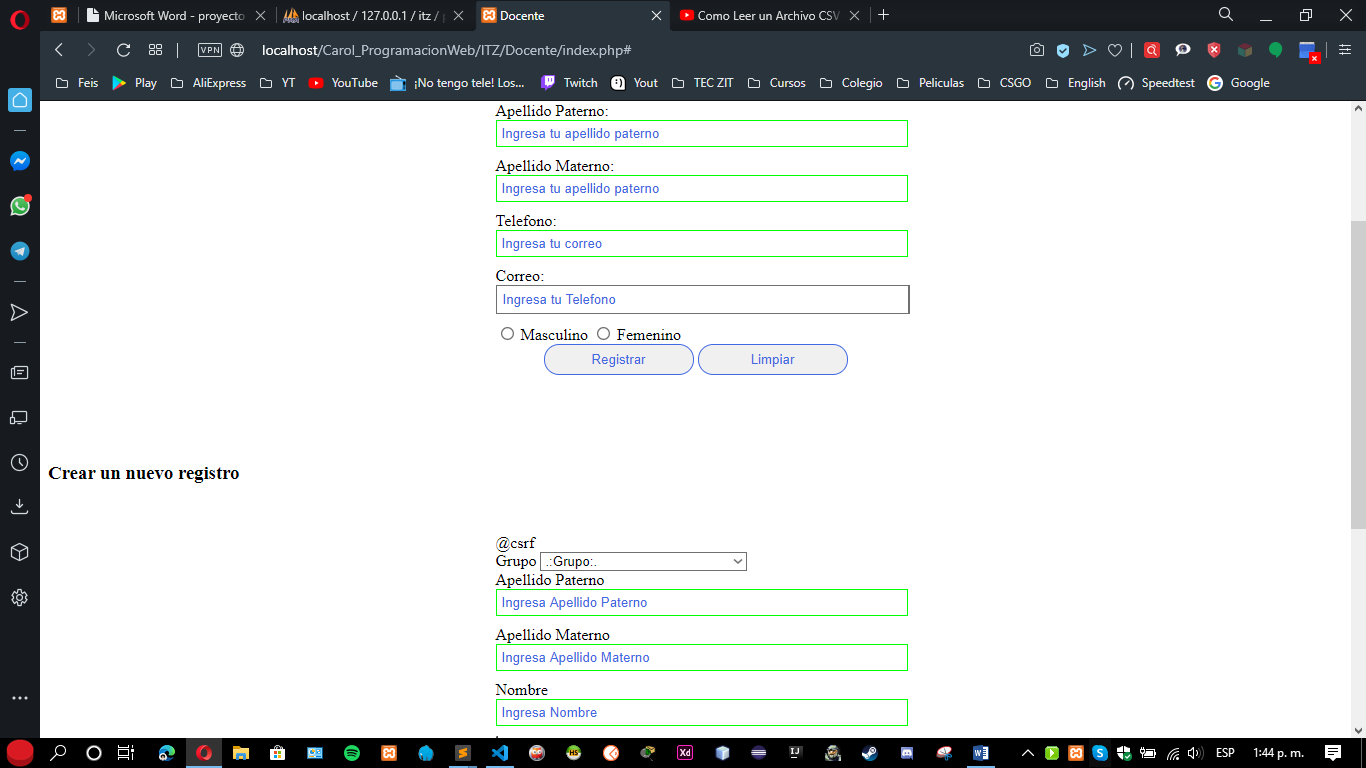 Microsoft Word - proyecto
localhost / 127.0.0.1 / itz /
Docente
Como Leer un Archivo CSV
VPN
localhost/Carol_ProgramacionWeb/ITZ/Docente/index.php#
Feis
Play
AliExpress
YT
YouTube
¡No tengo tele! Los...
Twitch
Yout
TEC ZIT
Cursos
Colegio
Peliculas
CSGO
English
Speedtest
Google
Apellido Paterno:
Ingresa tu apellido paterno
Apellido Materno:
Ingresa tu apellido paterno
Telefono:
Ingresa tu correo
Correo:
Ingresa tu Telefono
Masculino Femenino
Registrar Limpiar
Crear un nuevo registro
@csrf
Grupo .:Grupo:.
Apellido Paterno
Ingresa Apellido Paterno
Apellido Materno
Ingresa Apellido Materno
Nombre
Ingresa Nombre
ESP
1:44 p. m.